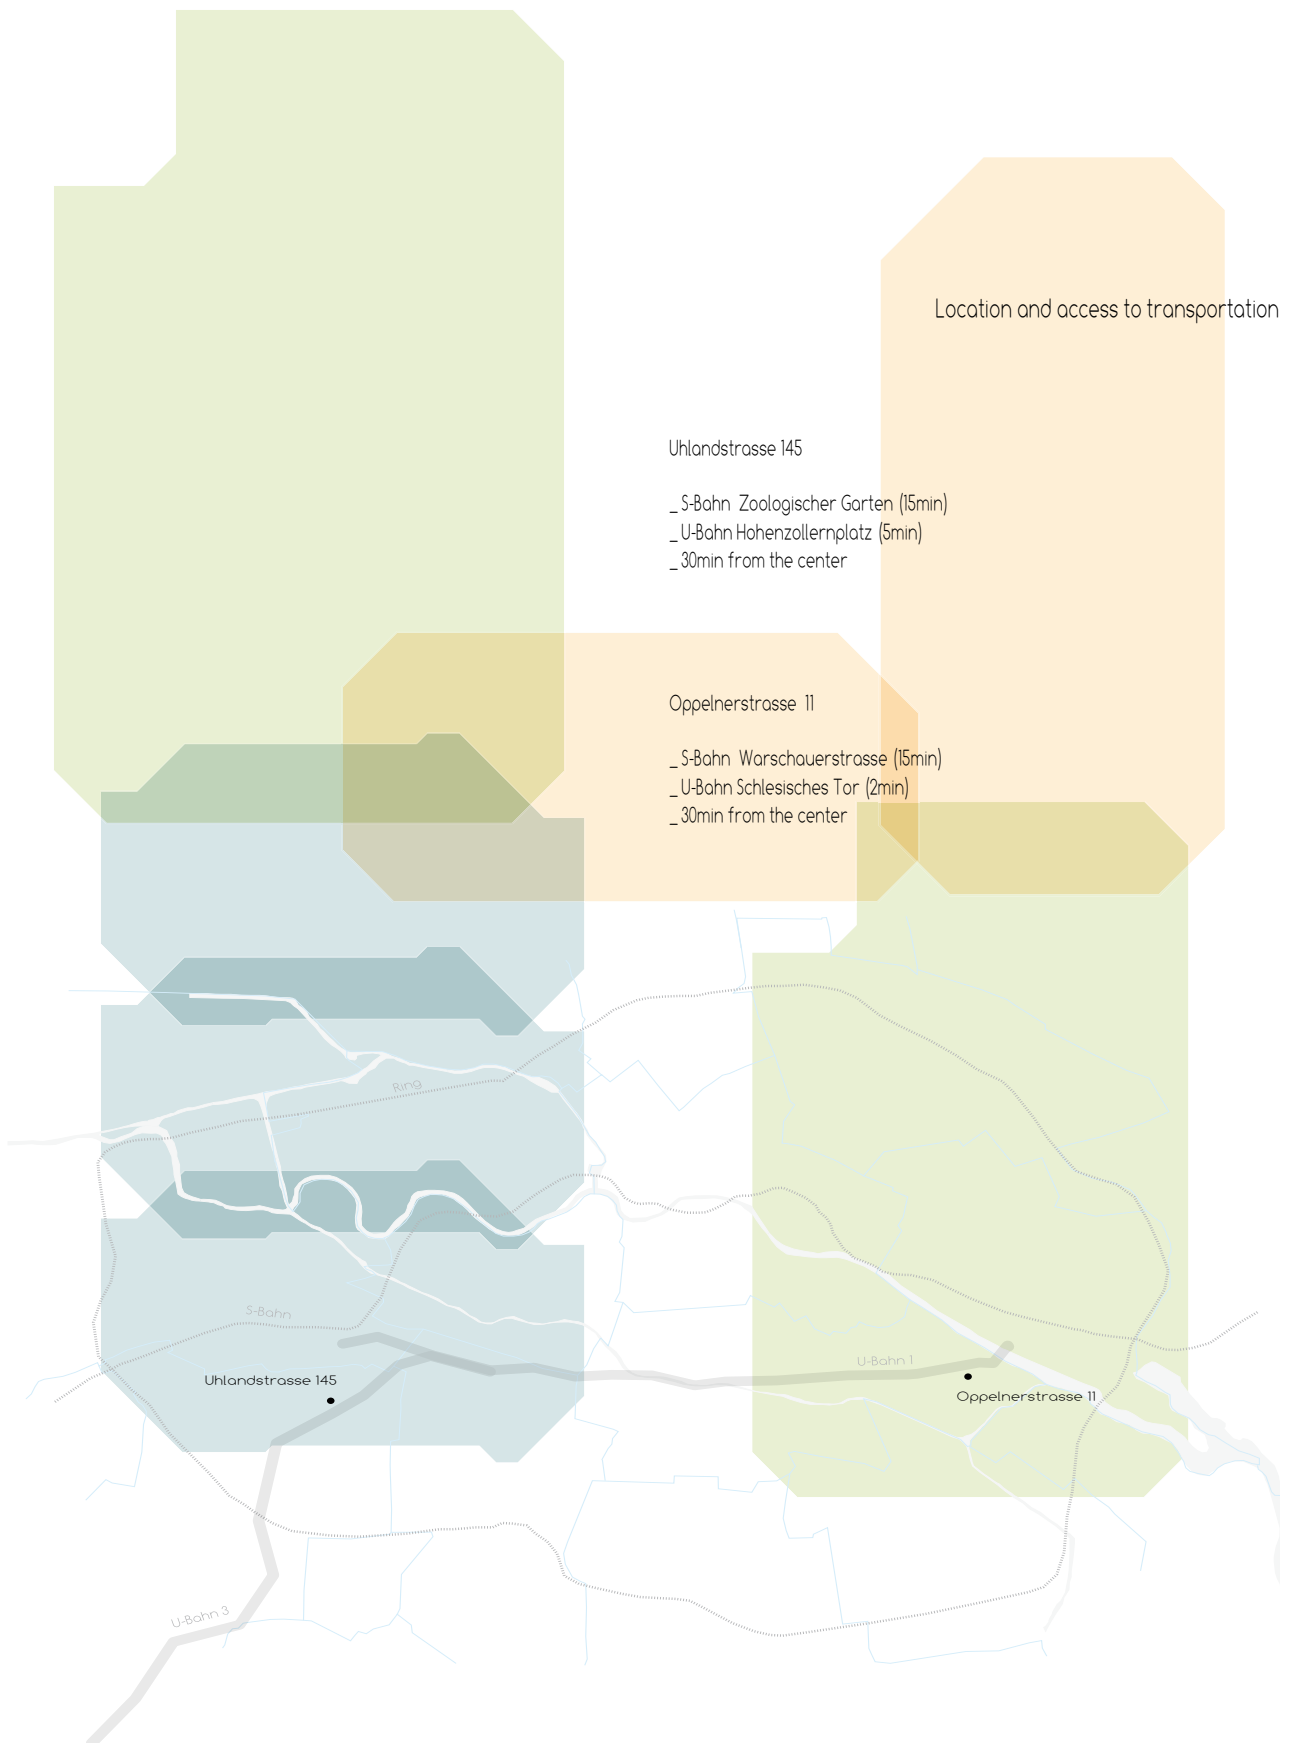 Location and access to transportation
Uhlandstrasse 145
_ S-Bahn Zoologischer Garten (15min)
_ U-Bahn Hohenzollernplatz (5min)
_ 30min from the center
Oppelnerstrasse 11
_ S-Bahn Warschauerstrasse (15min)
_ U-Bahn Schlesisches Tor (2min)
_ 30min from the center
Ring
S-Bahn
U-Bahn 1
Uhlandstrasse 145
Oppelnerstrasse 11
U-Bahn 3